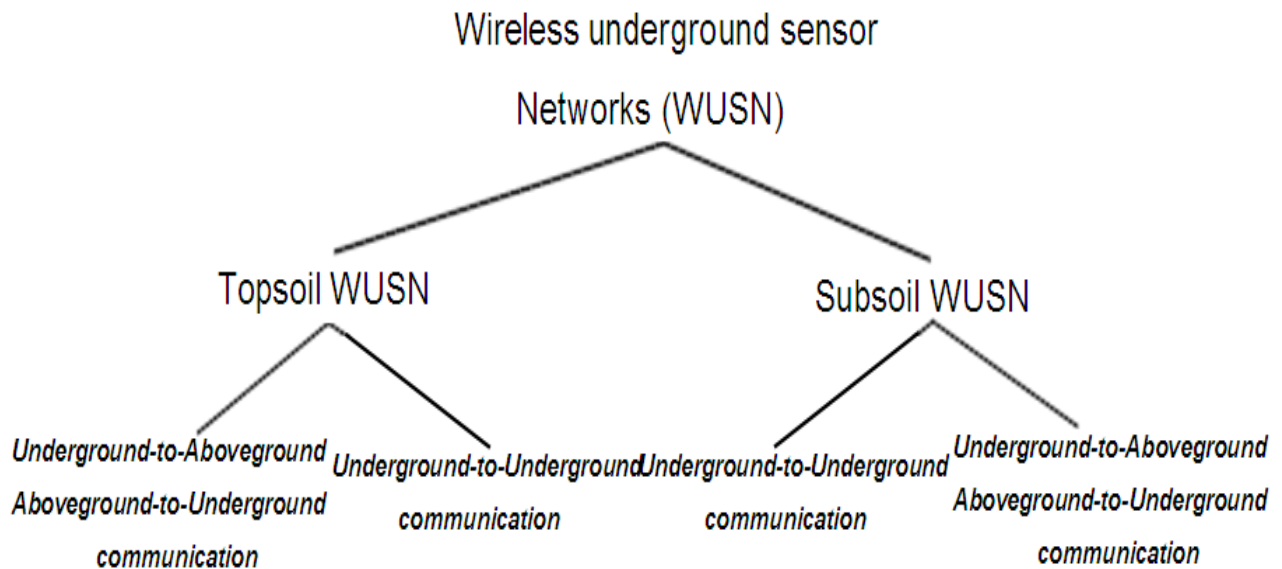 Wireless underground sensor
Networks (WUSN)
Topsoil WUSN
Subsoil WUSN
Underground-to-Aboveground
Aboveground-to-Underground
communication
Underground-to-Underground
communication
Underground-to-Underground
communication
Underground-to-Aboveground
Aboveground-to-Underground
communication